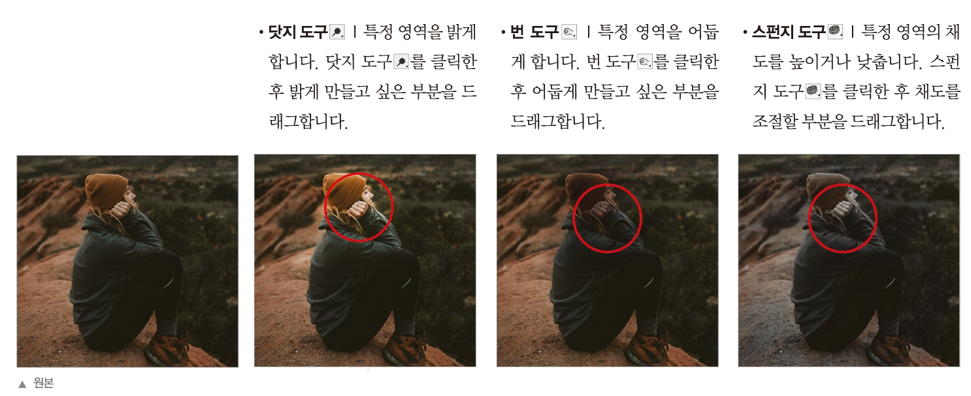 • 닷지 도구 | 특정 영역을 밝게
합니다. 닷지 도구를 클릭한
후 밝게 만들고 싶은 부분을 드
래그합니다.
• 번 도구 | 특정 영역을 어둡
게 합니다. 번 도구를 클릭한
후 어둡게 만들고 싶은 부분을
드래그합니다.
• 스펀지 도구 | 특정 영역의 채
도를 높이거나 낮춥니다. 스펀
지 도구를 클릭한 후 채도를
조절할 부분을 드래그합니다.
▲ 원본